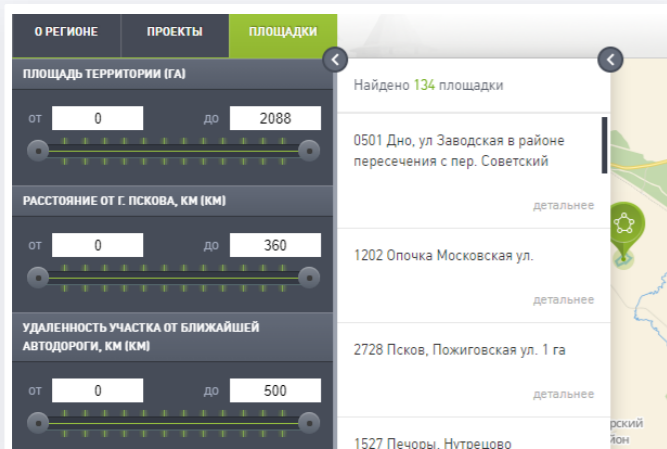 О РЕГИОНЕ
ПРОЕКТЫ
ПЛОЩАДКИ
ПЛОЩАДЬ ТЕРРИТОРИИ (ГА)
от 0 до 2088
РАССТОЯНИЕ ОТ Г. ПСКОВА, КМ (КМ)
от 0 до 360
УДАЛЕННОСТЬ УЧАСТКА ОТ БЛИЖАЙШЕЙ
АВТОДОРОГИ, КМ (КМ)
от 0 до 500
Найдено 134 площадки
0501 Дно, ул Заводская в районе
пересечения с пер. Советский
детальнее
1202 Опочка Московская ул.
детальнее
2728 Псков, Пожиговская ул. 1 га
детальнее
1527 Печоры, Нутрецово